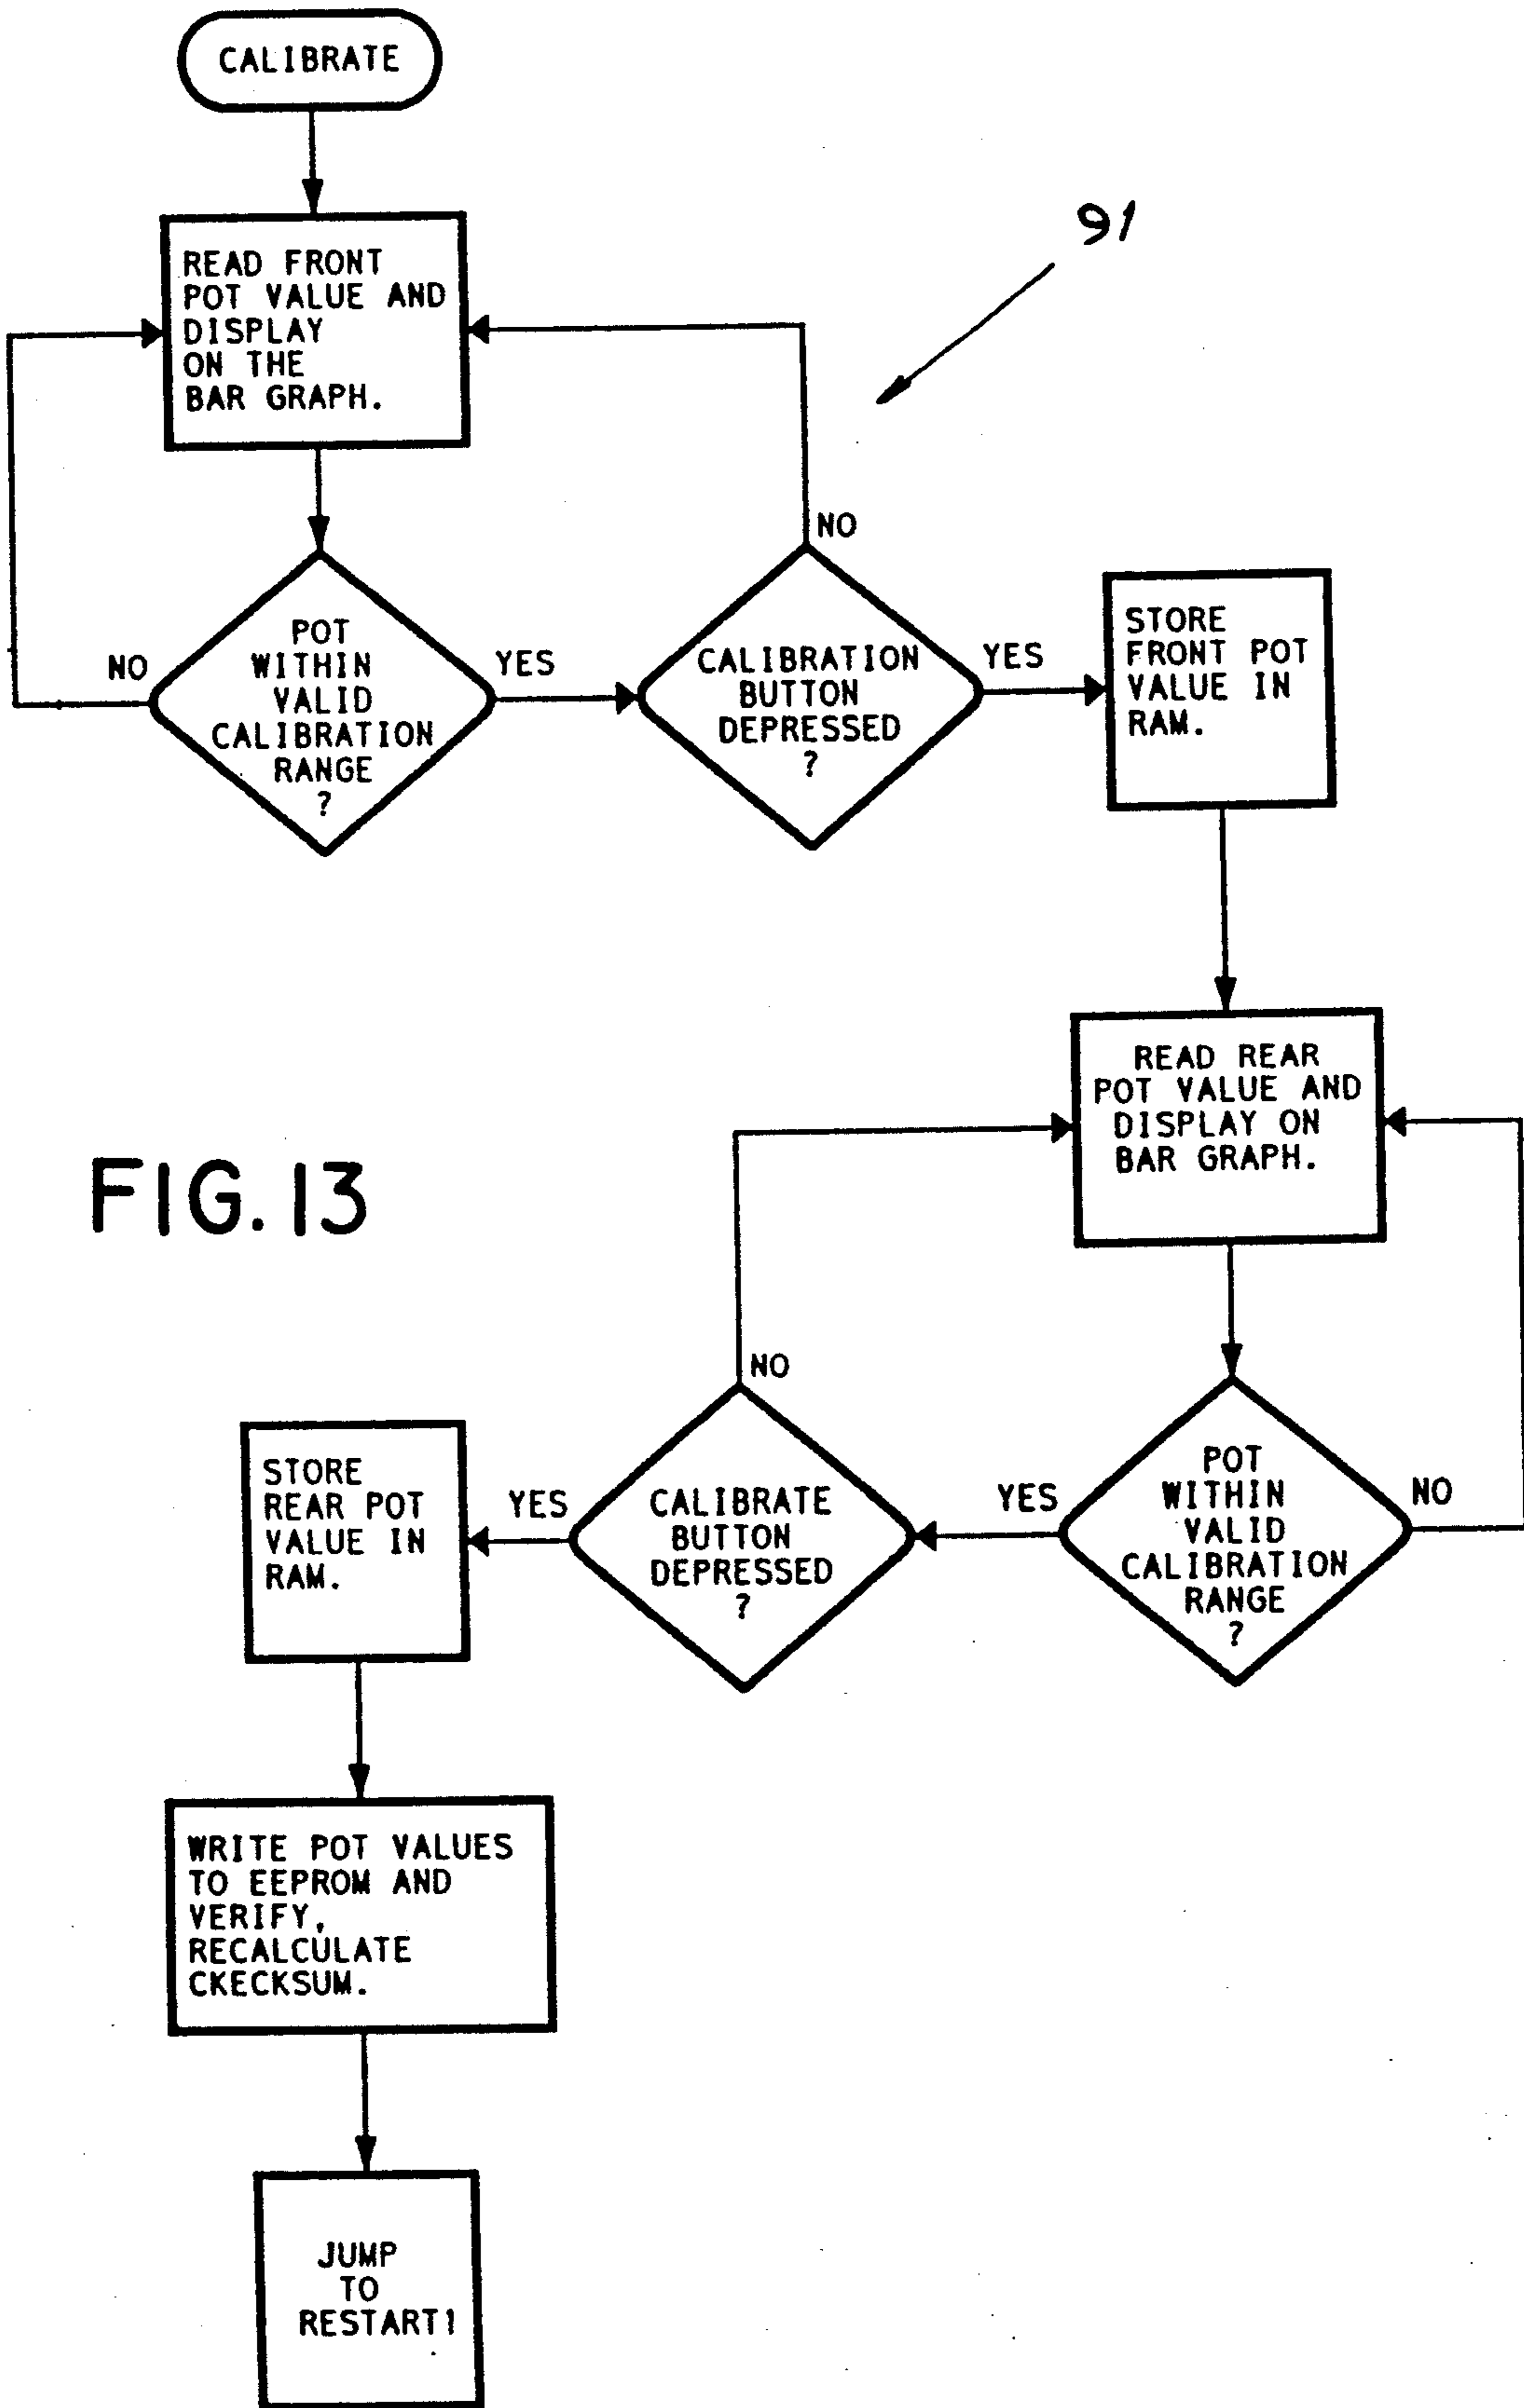 CALIBRATE
91
READ FRONT
POT VALUE AND
DISPLAY
ON THE
BAR GRAPH.
NO
POT
WITHIN
VALID
CALIBRATION
RANGE
?
YES
NO
CALIBRATION
BUTTON
DEPRESSED
?
YES
STORE
FRONT POT
VALUE IN
RAM.
READ REAR
POT VALUE AND
DISPLAY ON
BAR GRAPH.
FIG. 13
POT
WITHIN
VALID
CALIBRATION
RANGE
?
NO
YES
NO
CALIBRATE
BUTTON
DEPRESSED
?
YES
STORE
REAR POT
VALUE IN
RAM.
WRITE POT VALUES
TO EEPROM AND
VERIFY,
RECALCULATE
CKECKSUM.
JUMP
TO
RESTART1